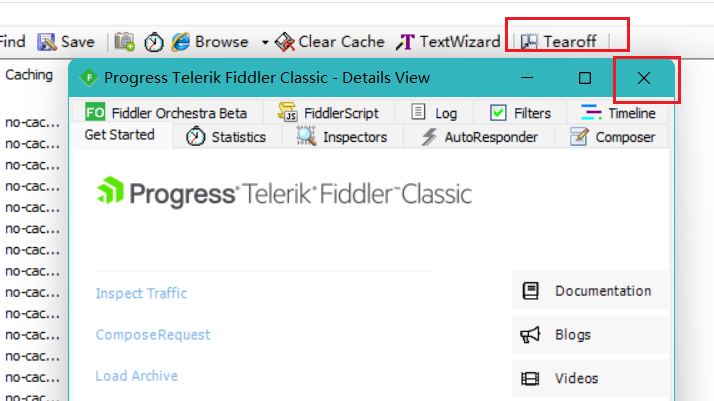 Find Save Browse Clear Cache TextWizard Tearoff
Caching
Progress Telerik Fiddler Classic - Details View
FO Fiddler Orchestra Beta FiddlerScript Log Filters Timeline
Get Started Statistics Inspectors AutoResponder Composer
no-cac...
no-cac...
no-cac...
no-cac...
no-cac...
no-cac...
no-cac...
no-cac...
no-cac...
no-cac...
no-cac...
no-cac...
no-cac...
no-cac...
Progress® Telerik® Fiddler™ Classic
Inspect Traffic
ComposeRequest
Load Archive
Documentation
Blogs
Videos